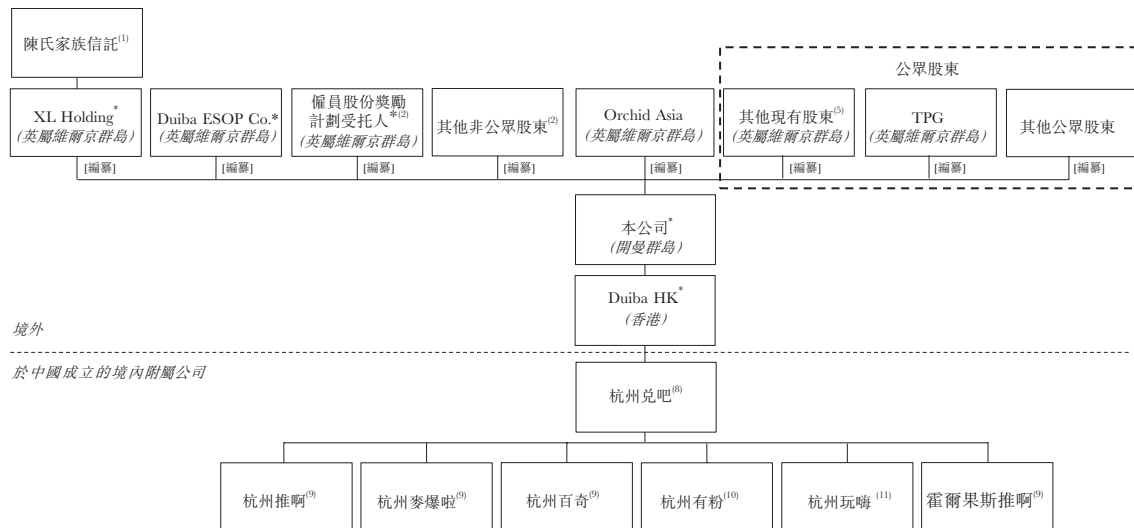 陳氏家族信託(1)
公眾股東
XL Holding*
(英屬維爾京群島)
Duiba ESOP Co.*
(英屬維爾京群島)
僱員股份獎勵
計劃受托人*(2)
(英屬維爾京群島)
其他非公眾股東(2)
Orchid Asia
(英屬維爾京群島)
其他現有股東(5)
(英屬維爾京群島)
TPG
(英屬維爾京群島)
其他公眾股東
[編纂]
[編纂]
[編纂]
[編纂]
[編纂]
[編纂]
[編纂]
[編纂]
本公司*
(開曼群島)
Duiba HK*
(香港)
境外
於中國成立的境內附屬公司
杭州兑吧(8)
杭州推啊(9)
杭州麥爆啦(9)
杭州百奇(9)
杭州有粉(10)
杭州玩嗨(11)
霍爾果斯推啊(9)